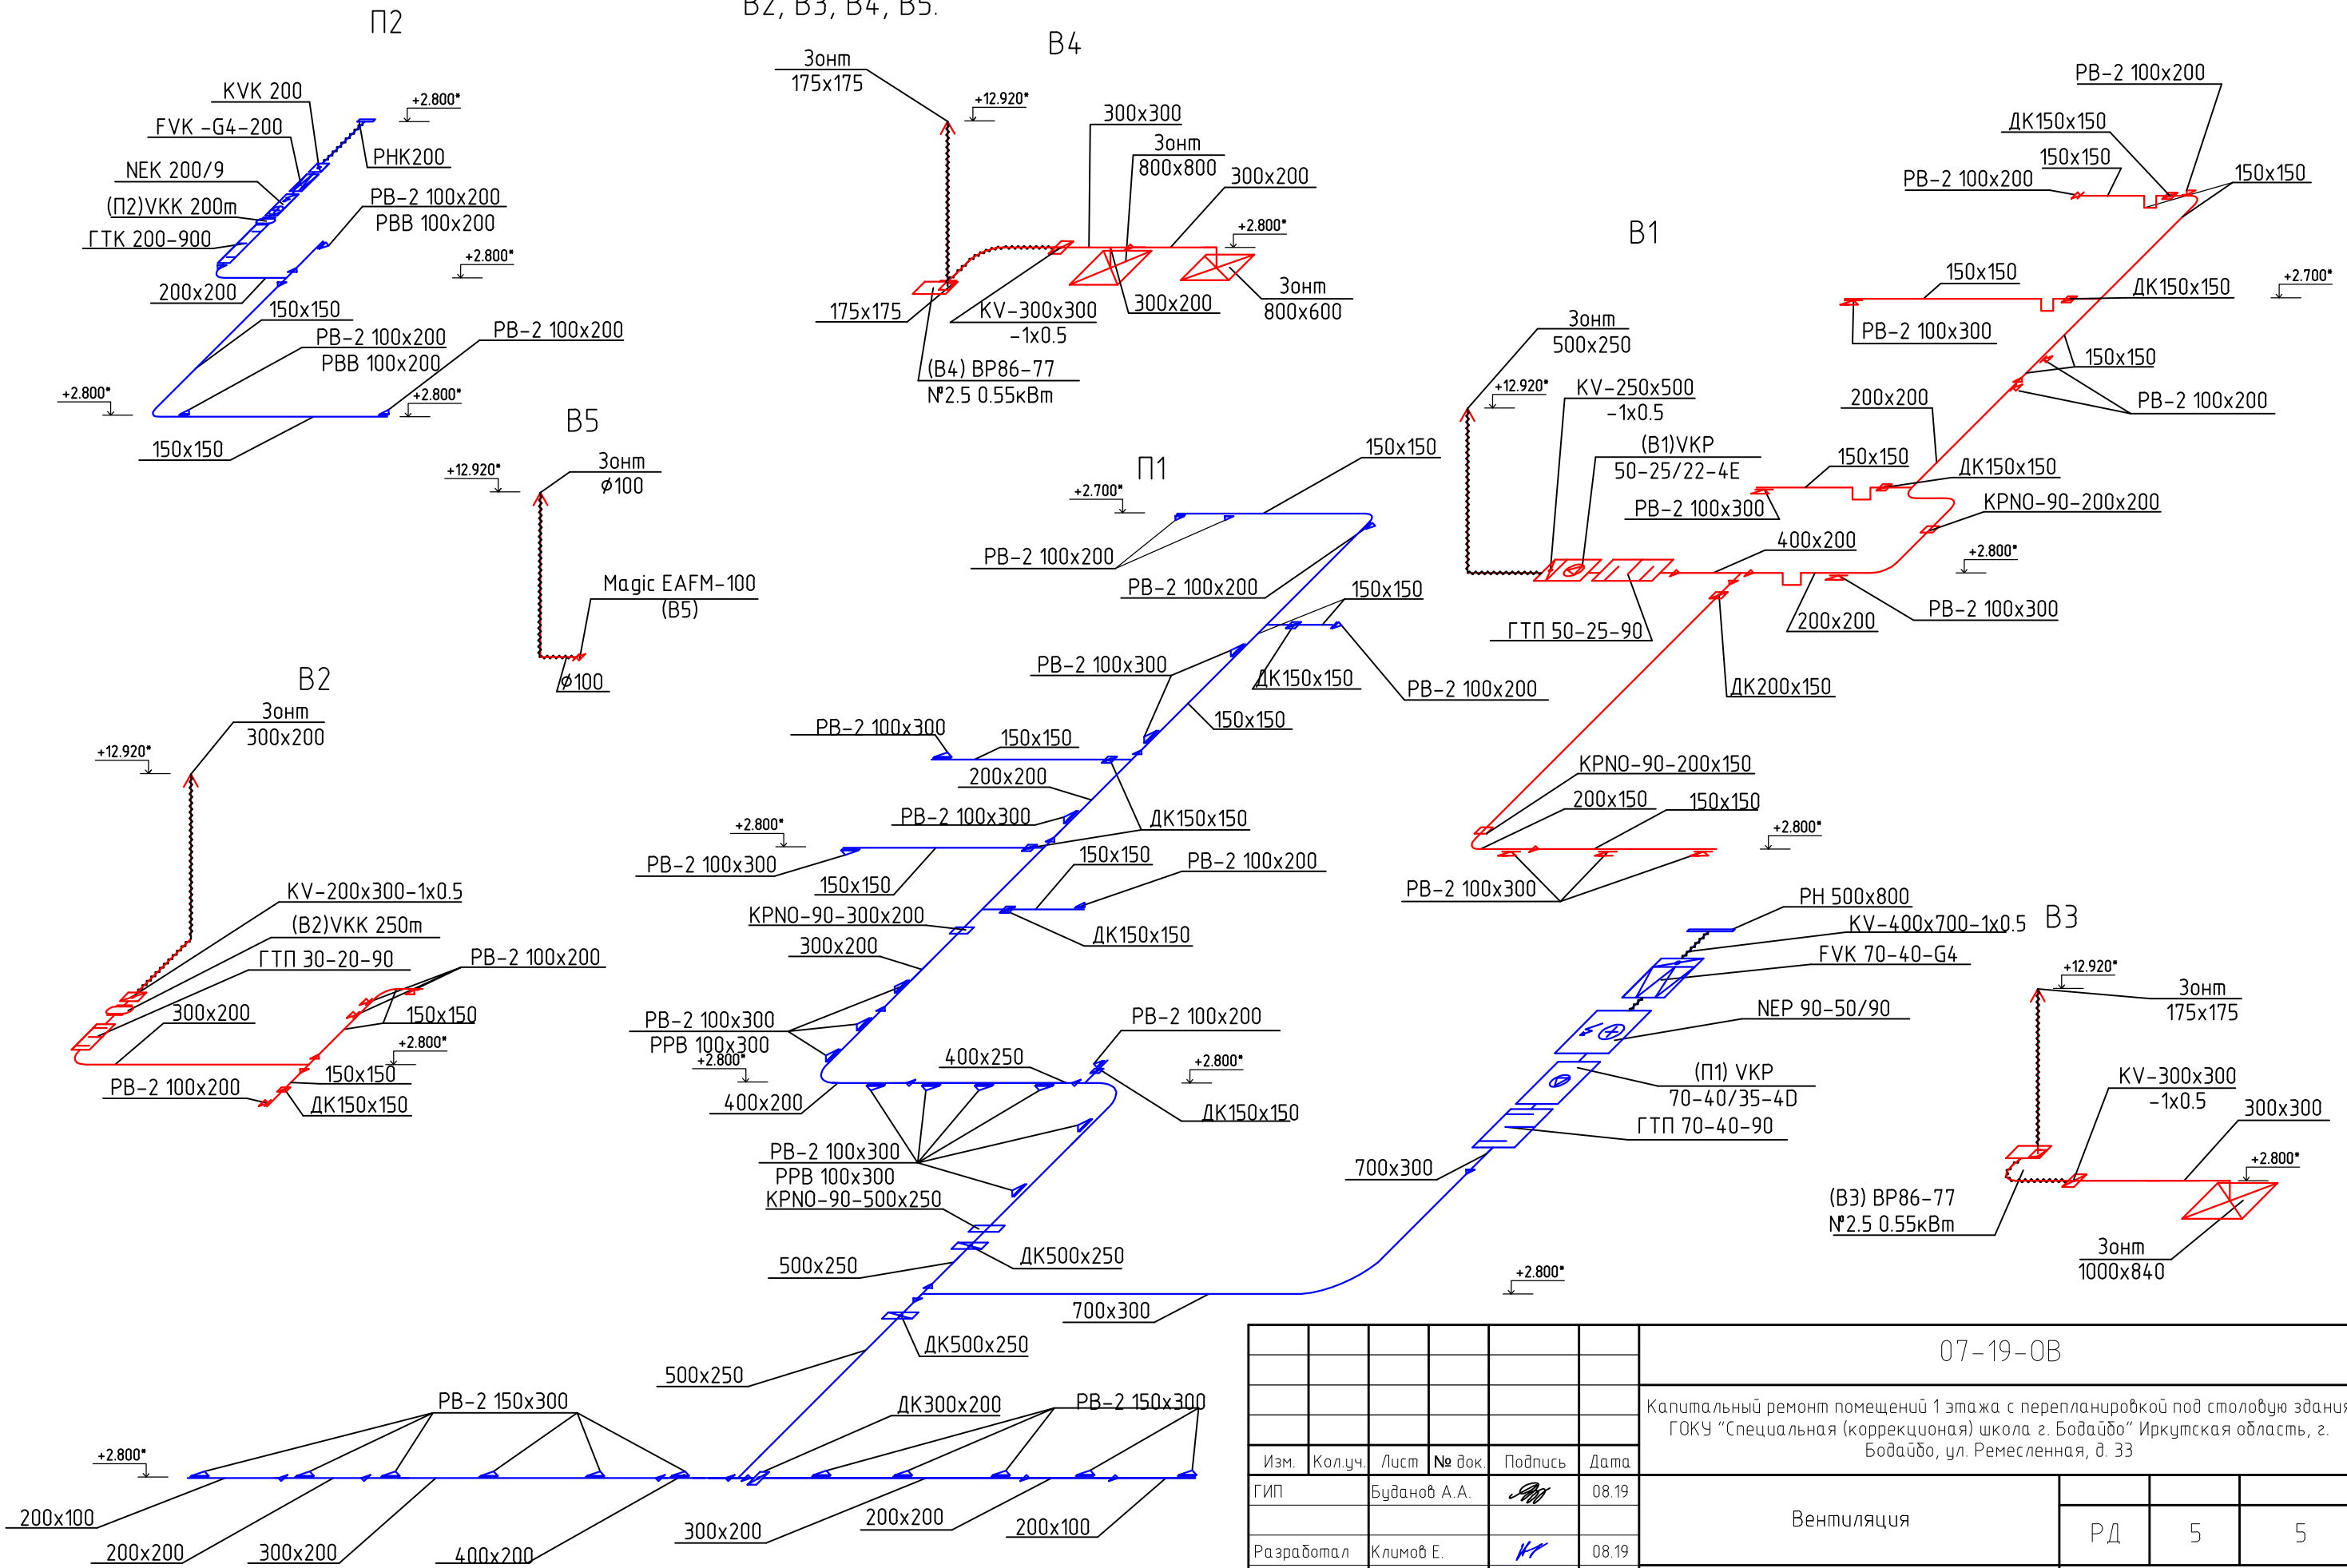 В2, В3, В4, В5.
П2
KVK 200
FVK -G4-200
NEK 200/9
(П2)VKK 200m
ГТК 200-900
+2.800*
РНК200
РВ-2 100х200
РВВ 100х200
+2.800*
200х200
150х150
РВ-2 100х200
РВВ 100х200
РВ-2 100х200
+2.800*
+2.800*
150х150
В4
Зонт
175х175
+12.920*
300х300
Зонт
800х800
300х200
+2.800*
Зонт
800х600
300х200
175х175
KV-300х300
-1х0.5
(В4) ВР86-77
№2.5 0.55кВт
В1
РВ-2 100х200
ДК150х150
150х150
РВ-2 100х200
150х150
150х150
+2.700*
ДК150х150
РВ-2 100х300
150х150
200х200
РВ-2 100х200
Зонт
500х250
+12.920*
KV-250х500
-1х0.5
(В1)VKP
50-25/22-4E
150х150
ДК150х150
РВ-2 100х300
KPNO-90-200х200
400х200
+2.800*
РВ-2 100х300
200х200
ГТП 50-25-90
ДК200х150
KPNO-90-200х150
200х150
150х150
+2.800*
РВ-2 100х300
В5
+12.920*
Зонт
ϕ100
Magic EAFM-100
(В5)
ϕ100
П1
150х150
+2.700*
РВ-2 100х200
РВ-2 100х200
150х150
РВ-2 100х300
ДК150х150
РВ-2 100х200
150х150
РВ-2 100х300
150х150
200х200
РВ-2 100х300
ДК150х150
+2.800*
РВ-2 100х300
150х150
150х150
РВ-2 100х200
KPNO-90-300х200
ДК150х150
300х200
РВ-2 100х300
РРВ 100х300
+2.800*
400х250
РВ-2 100х200
+2.800*
400х200
ДК150х150
РВ-2 100х300
РРВ 100х300
KPNO-90-500х250
ДК500х250
500х250
700х300
+2.800*
ДК500х250
500х250
700х300
РН 500х800
KV-400х700-1х0.5
FVK 70-40-G4
NEP 90-50/90
(П1) VKP
70-40/35-4D
ГТП 70-40-90
РВ-2 150х300
ДК300х200
РВ-2 150х300
+2.800*
200х100
200х200
300х200
400х200
300х200
200х200
200х100
В2
Зонт
300х200
+12.920*
KV-200х300-1х0.5
(В2)VKK 250m
ГТП 30-20-90
РВ-2 100х200
300х200
150х150
+2.800*
150х150
РВ-2 100х200
ДК150х150
В3
+12.920*
Зонт
175х175
KV-300х300
-1х0.5
300х300
+2.800*
(В3) ВР86-77
№2.5 0.55кВт
Зонт
1000х840
07-19-ОВ
Капитальный ремонт помещений 1 этажа с перепланировкой под столовую здания
ГОКУ "Специальная (коррекционая) школа г. Бодайбо" Иркутская область, г.
Бодайбо, ул. Ремесленная, д. 33
Изм. Кол.уч. Лист № док. Подпись Дата
ГИП Буданов А.А. 08.19
Вентиляция
РД 5 5
Разработал Климов Е. 08.19